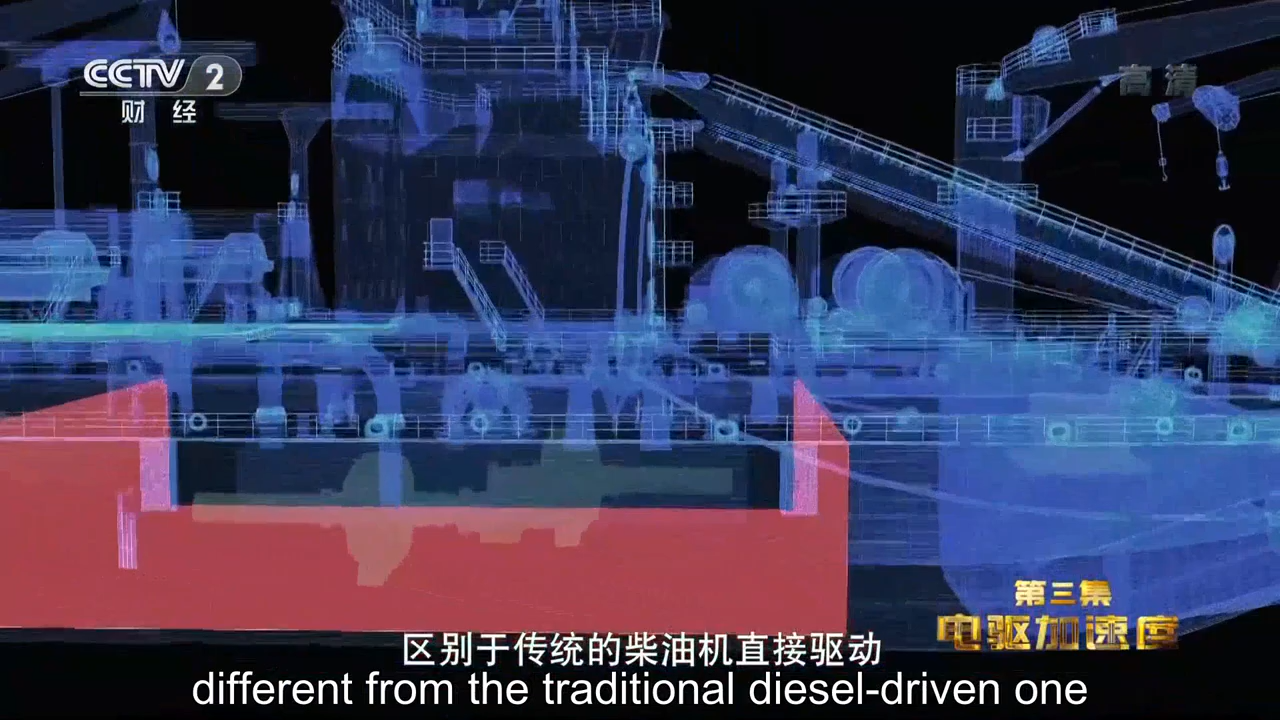 CCTV 2
财经
高清
第三集
电驱加速度
区别于传统的柴油机直接驱动
different from the traditional diesel-driven one